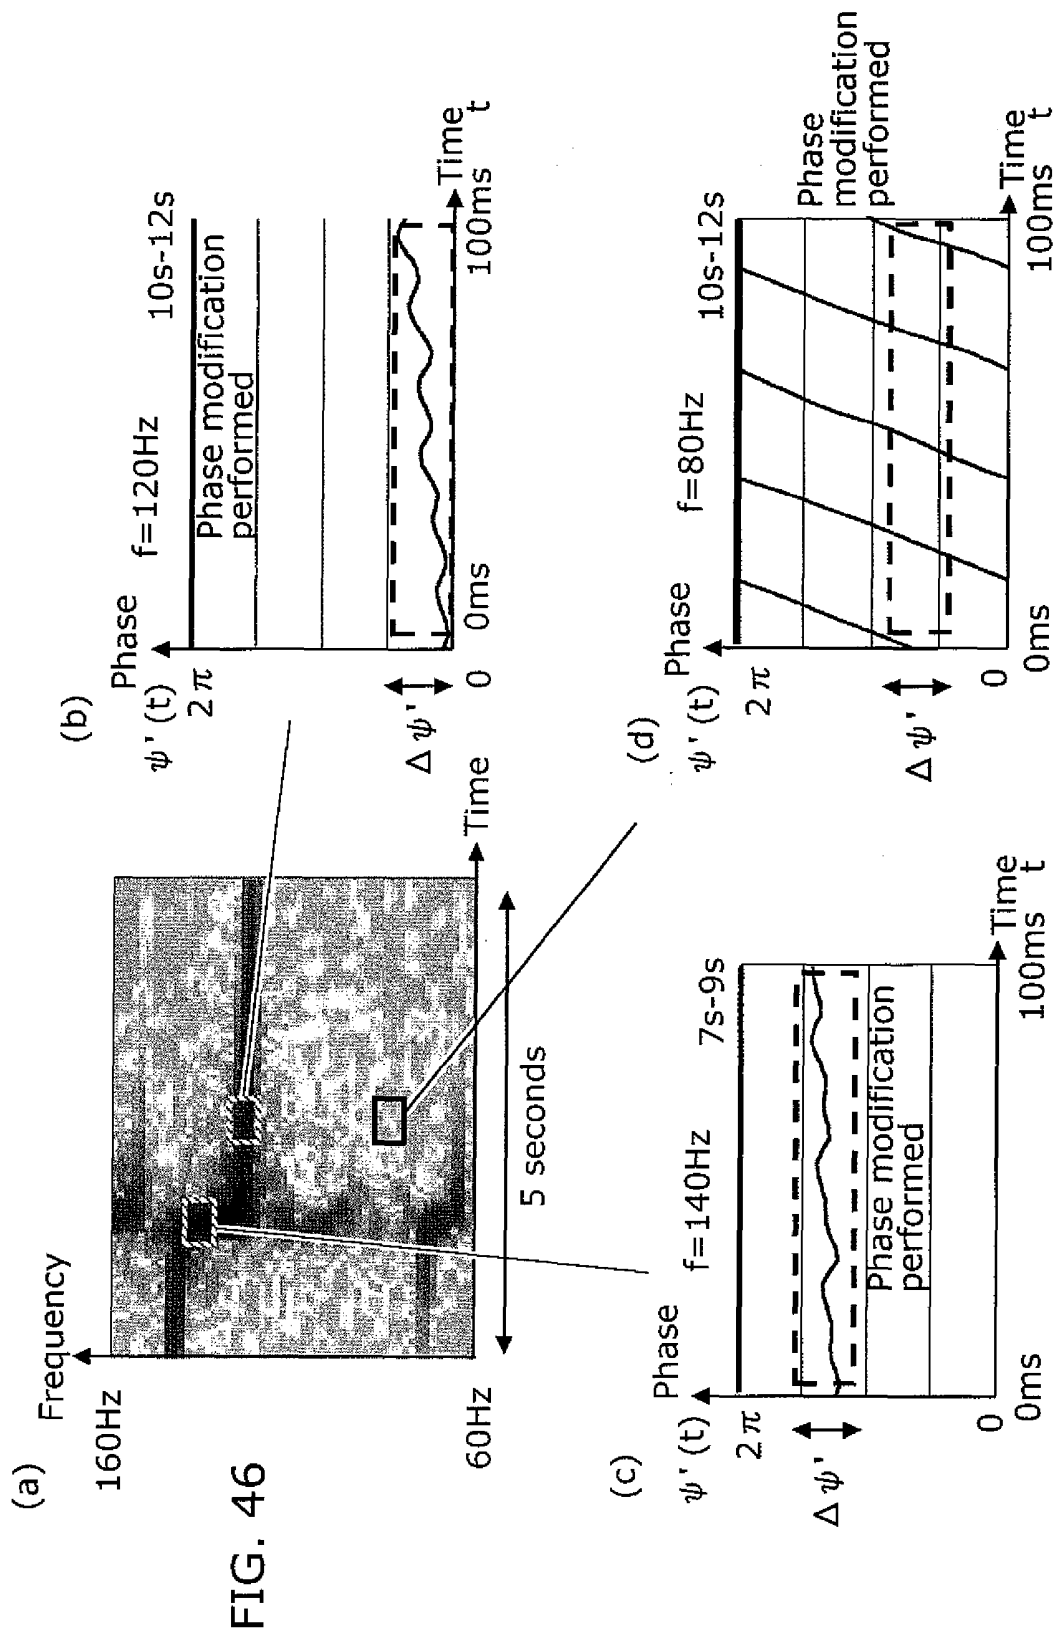 FIG. 46
(a)
Frequency
160Hz
60Hz
Time
5 seconds
(b)
Phase
ψ'(t)
2π
Δψ'
0
f=120Hz
10s-12s
Phase modification
performed
0ms
100ms
Time
t
(c)
Phase
ψ'(t)
2π
Δψ'
0
f=140Hz
7s-9s
Phase modification
performed
0ms
100ms
Time
t
(d)
Phase
ψ'(t)
2π
Δψ'
0
f=80Hz
10s-12s
Phase
modification
performed
0ms
100ms
Time
t